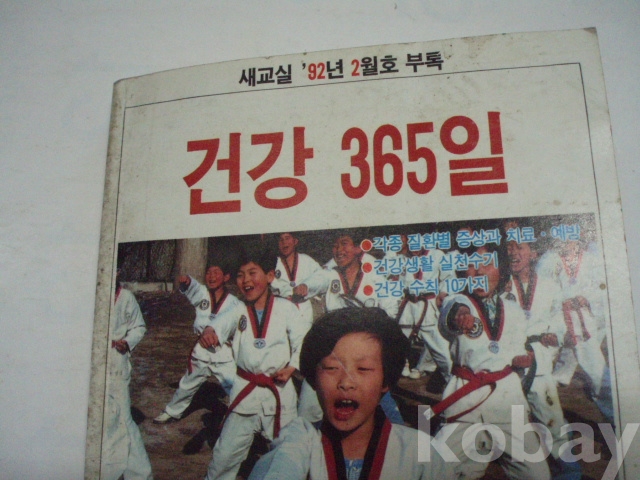 새교실 '92년 2월호 부록
건강 365일
●각종 질환별 증상과 치료·예방
●건강생활 실천수기
●건강 수칙 10가지
kobay